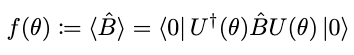 f(θ) := ⟨B̂⟩ = ⟨0| U†(θ)B̂U(θ) |0⟩